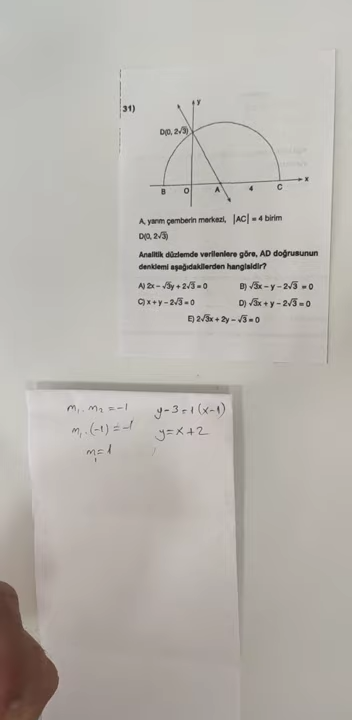 31)
y
D(0, 2√3)
B O A 4 C x
A, yarım çemberin merkezi, |AC| = 4 birim
D(0, 2√3)
Analitik düzlemde verilenlere göre, AD doğrusunun
denklemi aşağıdakilerden hangisidir?
A) 2x – √3y + 2√3 = 0 B) √3x – y – 2√3 = 0
C) x + y – 2√3 = 0 D) √3x + y – 2√3 = 0
E) 2√3x + 2y – √3 = 0
m₁ . m₂ = -1 y-3=1(x-1)
m₁ . (-1) = -1 y=x+2
m₁=1